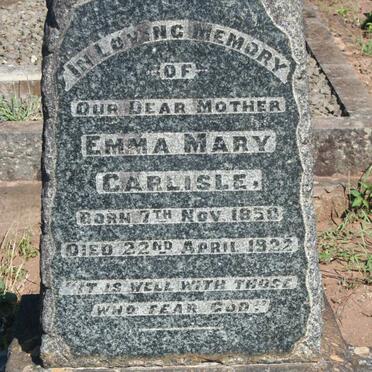 IN LOVING MEMORY
OF
OUR DEAR MOTHER
EMMA MARY
CARLISLE.
BORN 7TH NOV 1850
DIED 22ND APRIL 1922
"IT IS WELL WITH THOSE
WHO FEAR GOD."